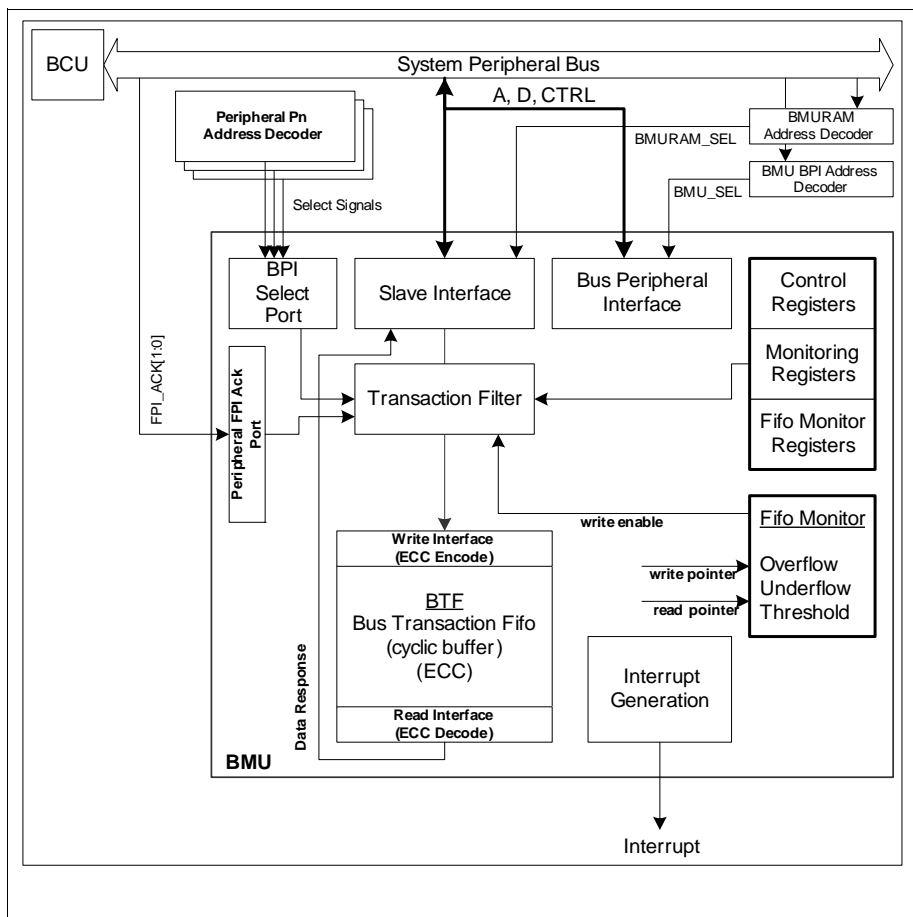 BCU
System Peripheral Bus
A, D, CTRL
Peripheral Pn
Address Decoder
BMURAM
Address Decoder
BMURAM_SEL
BMU BPI Address
Decoder
BMU_SEL
Select Signals
BPI
Select
Port
Slave Interface
Bus Peripheral
Interface
Control
Registers
Monitoring
Registers
Fifo Monitor
Registers
FPI_ACK[1:0]
Peripheral FPI Ack
Port
Transaction Filter
write enable
Fifo Monitor
Overflow
Underflow
Threshold
write pointer
read pointer
Write Interface
(ECC Encode)
BTF
Bus Transaction Fifo
(cyclic buffer)
(ECC)
Read Interface
(ECC Decode)
Data Response
Interrupt
Generation
BMU
Interrupt